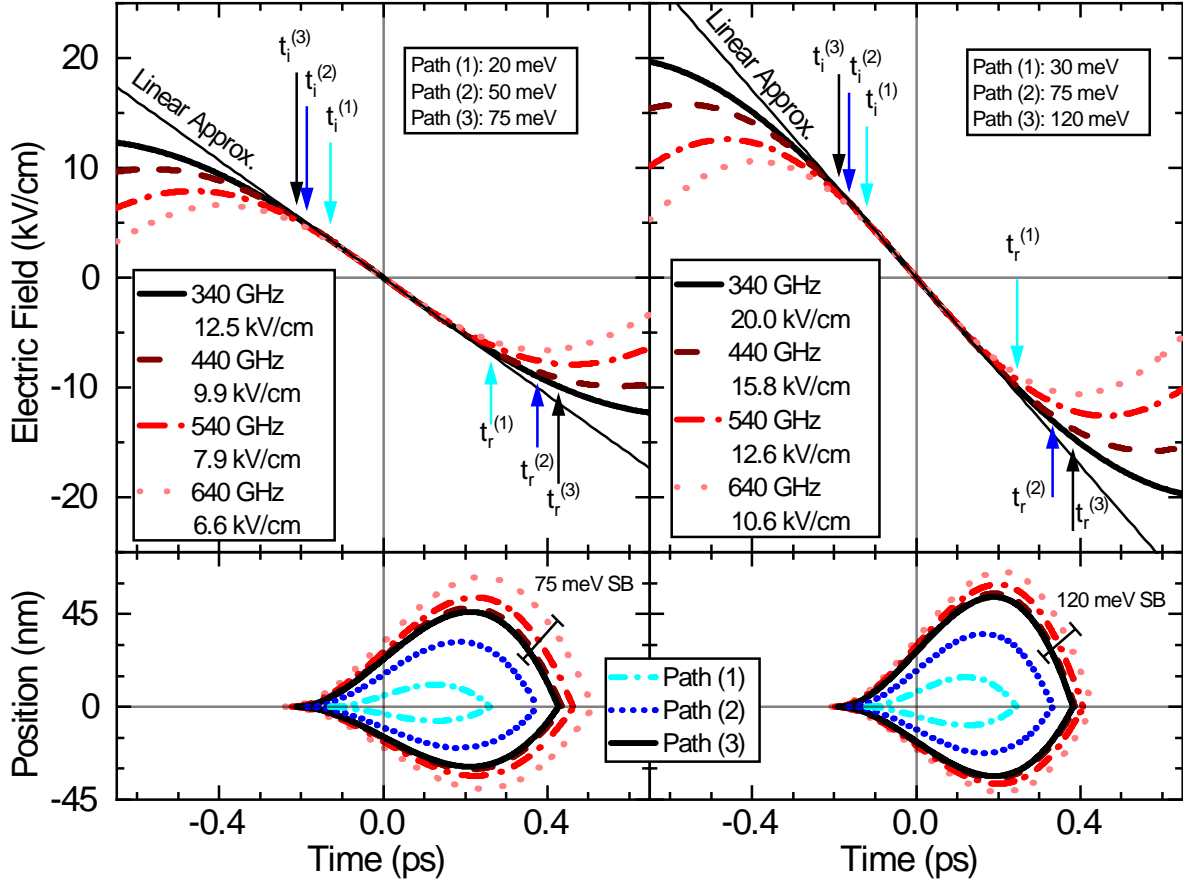 20
10
0
-10
-20
Electric Field (kV/cm)
Linear Approx.
t_i^(3)
t_i^(2)
t_i^(1)
Path (1): 20 meV
Path (2): 50 meV
Path (3): 75 meV
340 GHz
12.5 kV/cm
440 GHz
9.9 kV/cm
540 GHz
7.9 kV/cm
640 GHz
6.6 kV/cm
t_r^(1)
t_r^(2)
t_r^(3)
Linear Approx.
t_i^(3)
t_i^(2)
t_i^(1)
Path (1): 30 meV
Path (2): 75 meV
Path (3): 120 meV
t_r^(1)
340 GHz
20.0 kV/cm
440 GHz
15.8 kV/cm
540 GHz
12.6 kV/cm
640 GHz
10.6 kV/cm
t_r^(2)
t_r^(3)
45
0
-45
Position (nm)
75 meV SB
Path (1)
Path (2)
Path (3)
120 meV SB
-0.4
0.0
0.4
Time (ps)
-0.4
0.0
0.4
Time (ps)